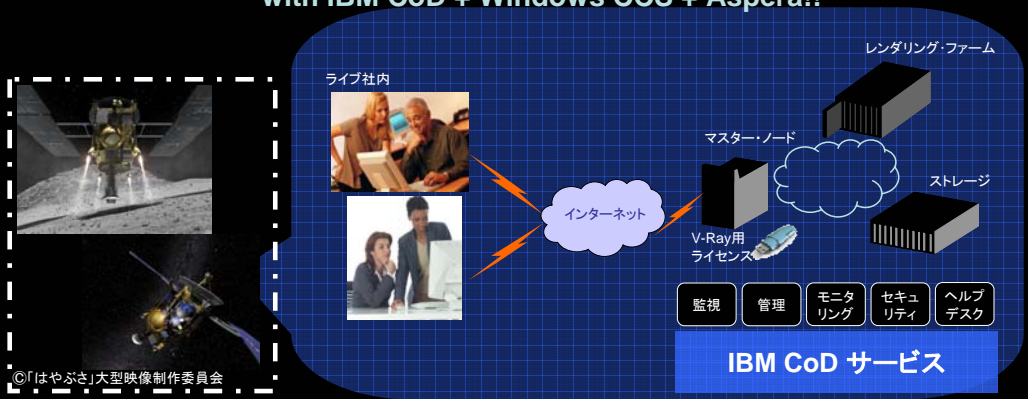 with IBM CoD + Windows CCS + Aspera!!
レンダリング・ファーム
ライブ社内
マスター・ノード
ストレージ
インターネット
V-Ray用
ライセンス
監視
管理
モニタ
リング
セキュ
リティ
ヘルプ
デスク
IBM CoD サービス
©「はやぶさ」大型映像制作委員会